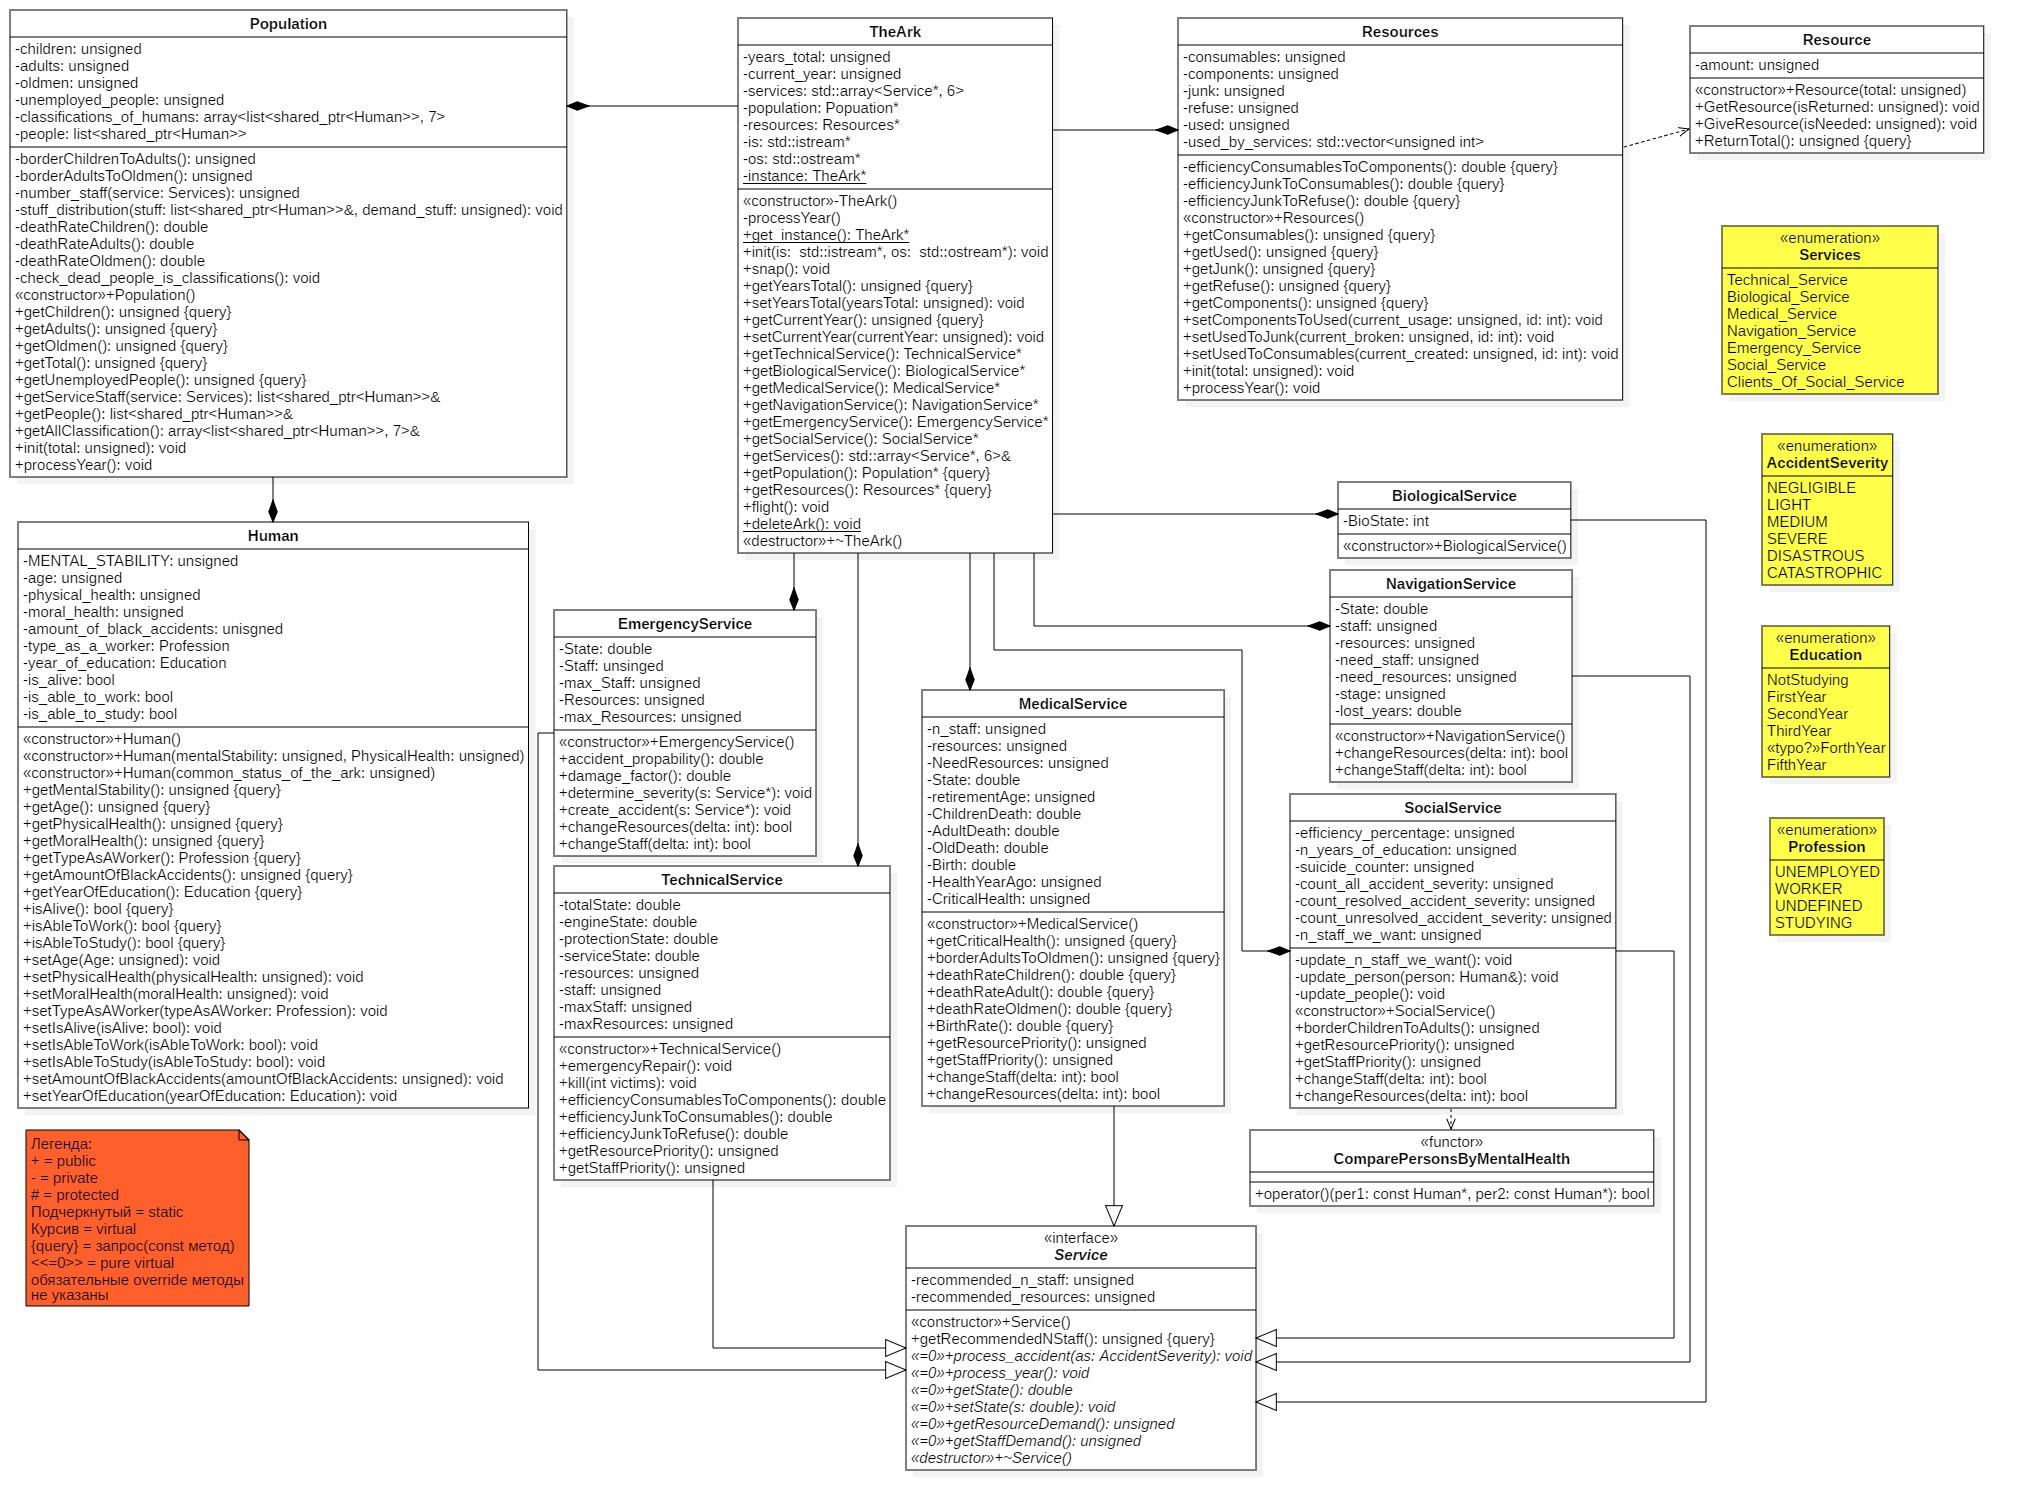 Population
-children: unsigned
-adults: unsigned
-oldmen: unsigned
-unemployed_people: unsigned
-classifications_of_humans: array<list<shared_ptr<Human>>, 7>
-people: list<shared_ptr<Human>>
-borderChildrenToAdults(): unsigned
-borderAdultsToOldmen(): unsigned
-number_staff(service: Services): unsigned
-stuff_distribution(stuff: list<shared_ptr<Human>>&, demand_stuff: unsigned): void
-deathRateChildren(): double
-deathRateAdults(): double
-deathRateOldmen(): double
-check_dead_people_is_classifications(): void
«constructor»+Population()
+getChildren(): unsigned {query}
+getAdults(): unsigned {query}
+getOldmen(): unsigned {query}
+getTotal(): unsigned {query}
+getUnemployedPeople(): unsigned {query}
+getServiceStaff(service: Services): list<shared_ptr<Human>>&
+getPeople(): list<shared_ptr<Human>>&
+getAllClassification(): array<list<shared_ptr<Human>>, 7>&
+init(total: unsigned): void
+processYear(): void
TheArk
-years_total: unsigned
-current_year: unsigned
-services: std::array<Service*, 6>
-population: Popuation*
-resources: Resources*
-is: std::istream*
-os: std::ostream*
-instance: TheArk*
«constructor»-TheArk()
-processYear()
+get_instance(): TheArk*
+init(is:  std::istream*, os:  std::ostream*): void
+snap(): void
+getYearsTotal(): unsigned {query}
+setYearsTotal(yearsTotal: unsigned): void
+getCurrentYear(): unsigned {query}
+setCurrentYear(currentYear: unsigned): void
+getTechnicalService(): TechnicalService*
+getBiologicalService(): BiologicalService*
+getMedicalService(): MedicalService*
+getNavigationService(): NavigationService*
+getEmergencyService(): EmergencyService*
+getSocialService(): SocialService*
+getServices(): std::array<Service*, 6>&
+getPopulation(): Population* {query}
+getResources(): Resources* {query}
+flight(): void
+deleteArk(): void
«destructor»+~TheArk()
Resources
-consumables: unsigned
-components: unsigned
-junk: unsigned
-refuse: unsigned
-used: unsigned
-used_by_services: std::vector<unsigned int>
-efficiencyConsumablesToComponents(): double {query}
-efficiencyJunkToConsumables(): double {query}
-efficiencyJunkToRefuse(): double {query}
«constructor»+Resources()
+getConsumables(): unsigned {query}
+getUsed(): unsigned {query}
+getJunk(): unsigned {query}
+getRefuse(): unsigned {query}
+getComponents(): unsigned {query}
+setComponentsToUsed(current_usage: unsigned, id: int): void
+setUsedToJunk(current_broken: unsigned, id: int): void
+setUsedToConsumables(current_created: unsigned, id: int): void
+init(total: unsigned): void
+processYear(): void
Resource
-amount: unsigned
«constructor»+Resource(total: unsigned)
+GetResource(isReturned: unsigned): void
+GiveResource(isNeeded: unsigned): void
+ReturnTotal(): unsigned {query}
«enumeration»
Services
Technical_Service
Biological_Service
Medical_Service
Navigation_Service
Emergency_Service
Social_Service
Clients_Of_Social_Service
«enumeration»
AccidentSeverity
NEGLIGIBLE
LIGHT
MEDIUM
SEVERE
DISASTROUS
CATASTROPHIC
«enumeration»
Education
NotStudying
FirstYear
SecondYear
ThirdYear
«typo?»ForthYear
FifthYear
«enumeration»
Profession
UNEMPLOYED
WORKER
UNDEFINED
STUDYING
BiologicalService
-BioState: int
«constructor»+BiologicalService()
NavigationService
-State: double
-staff: unsigned
-resources: unsigned
-need_staff: unsigned
-need_resources: unsigned
-stage: unsigned
-lost_years: double
«constructor»+NavigationService()
+changeResources(delta: int): bool
+changeStaff(delta: int): bool
Human
-MENTAL_STABILITY: unsigned
-age: unsigned
-physical_health: unsigned
-moral_health: unsigned
-amount_of_black_accidents: unisgned
-type_as_a_worker: Profession
-year_of_education: Education
-is_alive: bool
-is_able_to_work: bool
-is_able_to_study: bool
«constructor»+Human()
«constructor»+Human(mentalStability: unsigned, PhysicalHealth: unsigned)
«constructor»+Human(common_status_of_the_ark: unsigned)
+getMentalStability(): unsigned {query}
+getAge(): unsigned {query}
+getPhysicalHealth(): unsigned {query}
+getMoralHealth(): unsigned {query}
+getTypeAsAWorker(): Profession {query}
+getAmountOfBlackAccidents(): unsigned {query}
+getYearOfEducation(): Education {query}
+isAlive(): bool {query}
+isAbleToWork(): bool {query}
+isAbleToStudy(): bool {query}
+setAge(Age: unsigned): void
+setPhysicalHealth(physicalHealth: unsigned): void
+setMoralHealth(moralHealth: unsigned): void
+setTypeAsAWorker(typeAsAWorker: Profession): void
+setIsAlive(isAlive: bool): void
+setIsAbleToWork(isAbleToWork: bool): void
+setIsAbleToStudy(isAbleToStudy: bool): void
+setAmountOfBlackAccidents(amountOfBlackAccidents: unsigned): void
+setYearOfEducation(yearOfEducation: Education): void
EmergencyService
-State: double
-Staff: unsinged
-max_Staff: unsigned
-Resources: unsigned
-max_Resources: unsigned
«constructor»+EmergencyService()
+accident_propability(): double
+damage_factor(): double
+determine_severity(s: Service*): void
+create_accident(s: Service*): void
+changeResources(delta: int): bool
+changeStaff(delta: int): bool
TechnicalService
-totalState: double
-engineState: double
-protectionState: double
-serviceState: double
-resources: unsigned
-staff: unsigned
-maxStaff: unsigned
-maxResources: unsigned
«constructor»+TechnicalService()
+emergencyRepair(): void
+kill(int victims): void
+efficiencyConsumablesToComponents(): double
+efficiencyJunkToConsumables(): double
+efficiencyJunkToRefuse(): double
+getResourcePriority(): unsigned
+getStaffPriority(): unsigned
MedicalService
-n_staff: unsigned
-resources: unsigned
-NeedResources: unsigned
-State: double
-retirementAge: unsigned
-ChildrenDeath: double
-AdultDeath: double
-OldDeath: double
-Birth: double
-HealthYearAgo: unsigned
-CriticalHealth: unsigned
«constructor»+MedicalService()
+getCriticalHealth(): unsigned {query}
+borderAdultsToOldmen(): unsigned {query}
+deathRateChildren(): double {query}
+deathRateAdult(): double {query}
+deathRateOldmen(): double {query}
+BirthRate(): double {query}
+getResourcePriority(): unsigned
+getStaffPriority(): unsigned
+changeStaff(delta: int): bool
+changeResources(delta: int): bool
SocialService
-efficiency_percentage: unsigned
-n_years_of_education: unsigned
-suicide_counter: unsigned
-count_all_accident_severity: unsigned
-count_resolved_accident_severity: unsigned
-count_unresolved_accident_severity: unsigned
-n_staff_we_want: unsigned
-update_n_staff_we_want(): void
-update_person(person: Human&): void
-update_people(): void
«constructor»+SocialService()
+borderChildrenToAdults(): unsigned
+getResourcePriority(): unsigned
+getStaffPriority(): unsigned
+changeStaff(delta: int): bool
+changeResources(delta: int): bool
«functor»
ComparePersonsByMentalHealth
+operator()(per1: const Human*, per2: const Human*): bool
Легенда:
+ = public
- = private
# = protected
Подчеркнутый = static
Курсив = virtual
{query} = запрос(const метод)
<<=0>> = pure virtual
обязательные override методы
не указаны
«interface»
Service
-recommended_n_staff: unsigned
-recommended_resources: unsigned
«constructor»+Service()
+getRecommendedNStaff(): unsigned {query}
«=0»+process_accident(as: AccidentSeverity): void
«=0»+process_year(): void
«=0»+getState(): double
«=0»+setState(s: double): void
«=0»+getResourceDemand(): unsigned
«=0»+getStaffDemand(): unsigned
«destructor»+~Service()